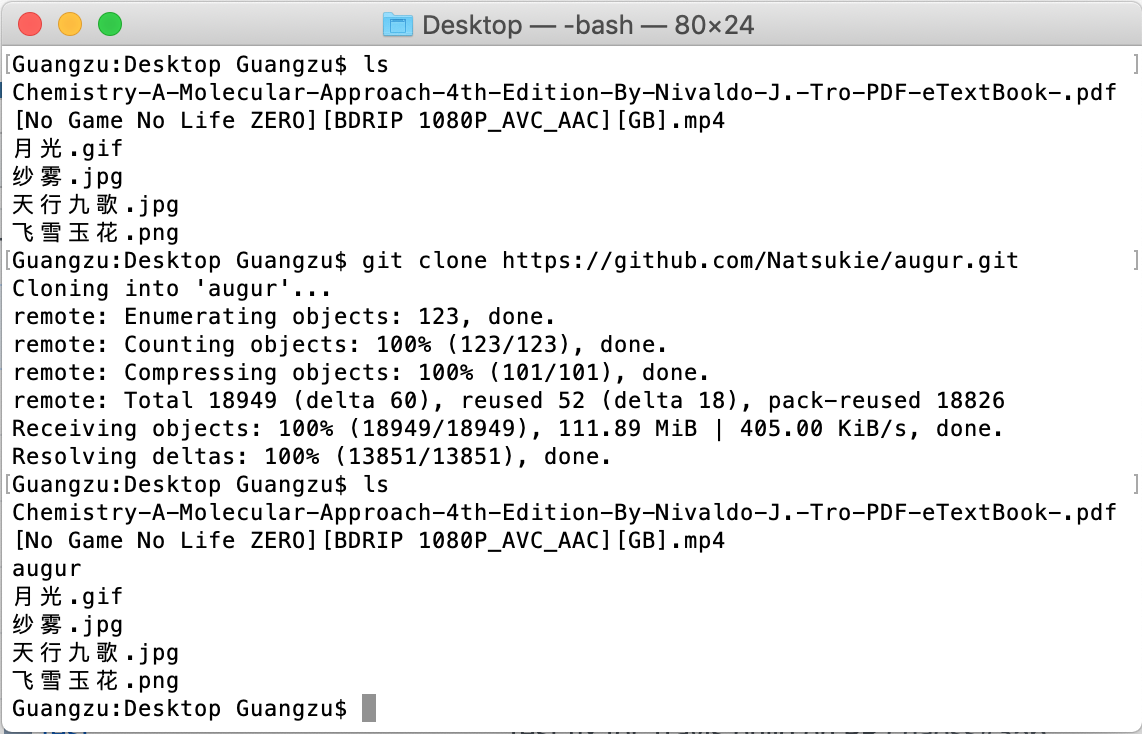 Desktop — -bash — 80×24
[Guangzu:Desktop Guangzu$ ls ]
Chemistry-A-Molecular-Approach-4th-Edition-By-Nivaldo-J.-Tro-PDF-eTextBook-.pdf
[No Game No Life ZERO][BDRIP 1080P_AVC_AAC][GB].mp4
月光.gif
纱雾.jpg
天行九歌.jpg
飞雪玉花.png
[Guangzu:Desktop Guangzu$ git clone https://github.com/Natsukie/augur.git ]
Cloning into 'augur'...
remote: Enumerating objects: 123, done.
remote: Counting objects: 100% (123/123), done.
remote: Compressing objects: 100% (101/101), done.
remote: Total 18949 (delta 60), reused 52 (delta 18), pack-reused 18826
Receiving objects: 100% (18949/18949), 111.89 MiB | 405.00 KiB/s, done.
Resolving deltas: 100% (13851/13851), done.
[Guangzu:Desktop Guangzu$ ls ]
Chemistry-A-Molecular-Approach-4th-Edition-By-Nivaldo-J.-Tro-PDF-eTextBook-.pdf
[No Game No Life ZERO][BDRIP 1080P_AVC_AAC][GB].mp4
augur
月光.gif
纱雾.jpg
天行九歌.jpg
飞雪玉花.png
Guangzu:Desktop Guangzu$